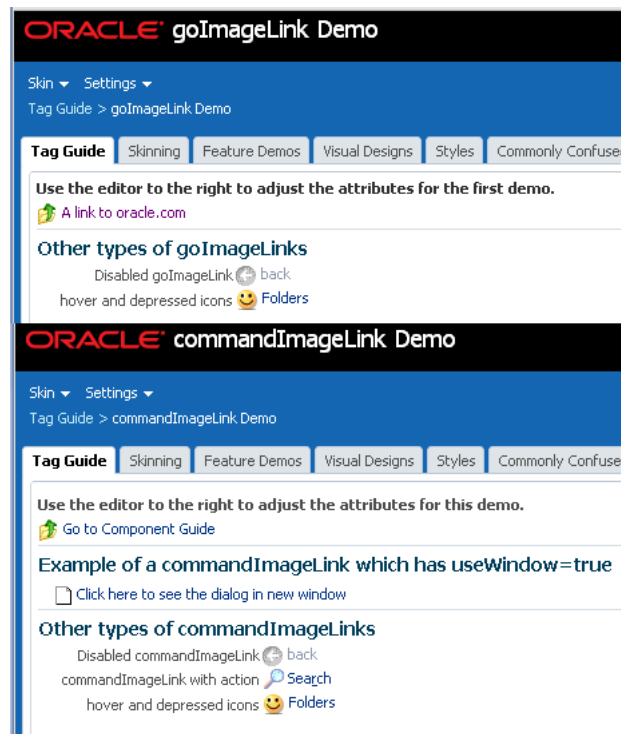 ORACLE goImageLink Demo
Skin Settings
Tag Guide > goImageLink Demo
Tag Guide Skinning Feature Demos Visual Designs Styles Commonly Confuse
Use the editor to the right to adjust the attributes for the first demo.
A link to oracle.com
Other types of goImageLinks
Disabled goImageLink back
hover and depressed icons Folders
ORACLE commandImageLink Demo
Skin Settings
Tag Guide > commandImageLink Demo
Tag Guide Skinning Feature Demos Visual Designs Styles Commonly Confuse
Use the editor to the right to adjust the attributes for this demo.
Go to Component Guide
Example of a commandImageLink which has useWindow=true
Click here to see the dialog in new window
Other types of commandImageLinks
Disabled commandImageLink back
commandImageLink with action Search
hover and depressed icons Folders